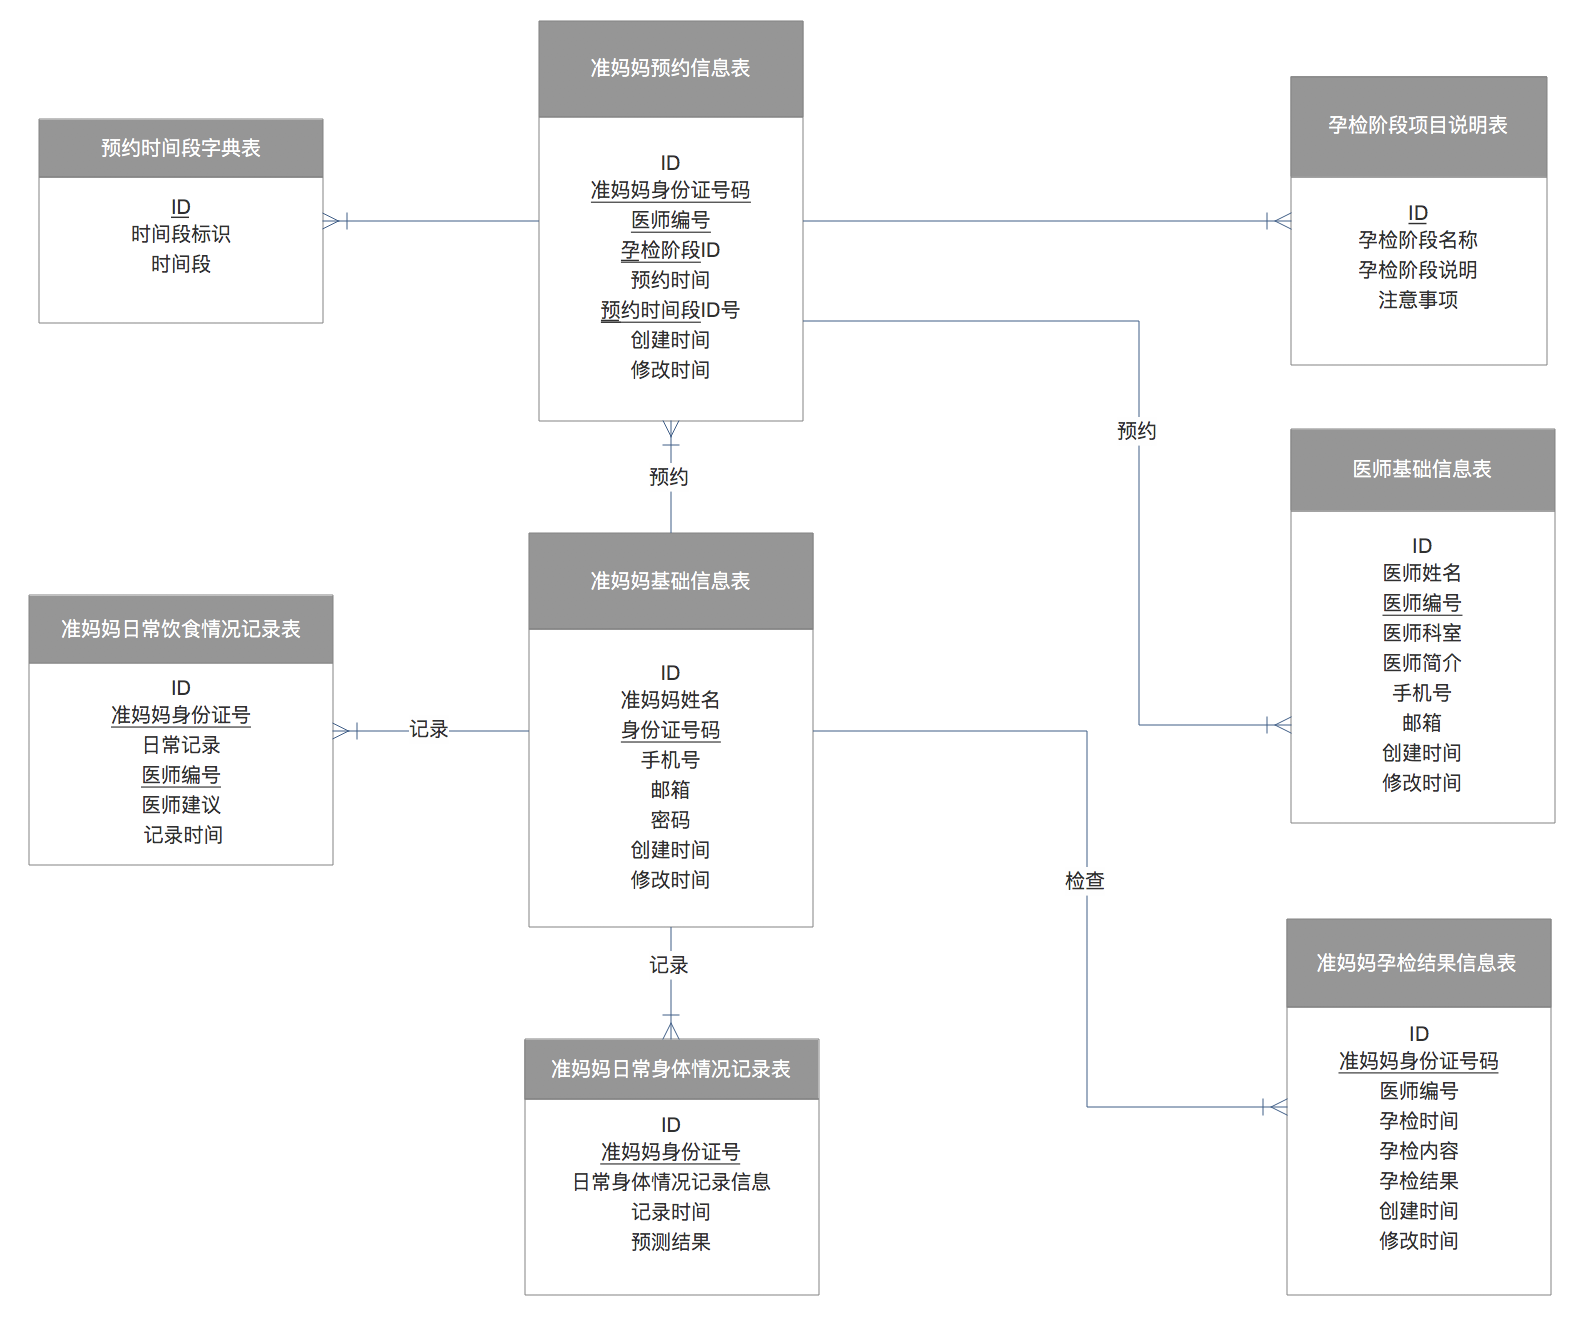 准妈妈预约信息表
ID
准妈妈身份证号码
医师编号
孕检阶段ID
预约时间
预约时间段ID号
创建时间
修改时间
预约时间段字典表
ID
时间段标识
时间段
孕检阶段项目说明表
ID
孕检阶段名称
孕检阶段说明
注意事项
预约
预约
医师基础信息表
ID
医师姓名
医师编号
医师科室
医师简介
手机号
邮箱
创建时间
修改时间
准妈妈基础信息表
ID
准妈妈姓名
身份证号码
手机号
邮箱
密码
创建时间
修改时间
准妈妈日常饮食情况记录表
ID
准妈妈身份证号
日常记录
医师编号
医师建议
记录时间
记录
检查
记录
准妈妈孕检结果信息表
ID
准妈妈身份证号码
医师编号
孕检时间
孕检内容
孕检结果
创建时间
修改时间
准妈妈日常身体情况记录表
ID
准妈妈身份证号
日常身体情况记录信息
记录时间
预测结果